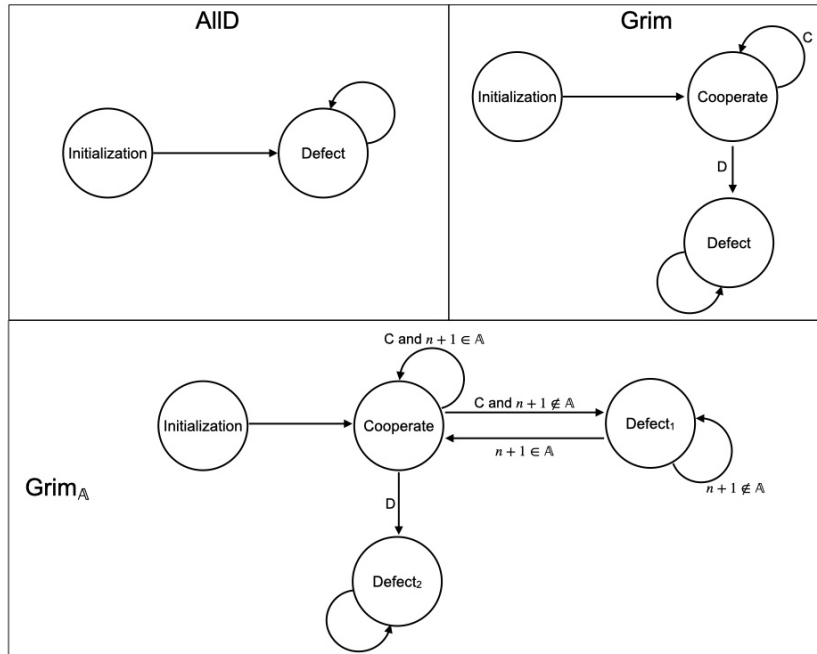 AllD
Initialization
Defect
Grim
C
Initialization
Cooperate
D
Defect
Grim𝔸
C and n + 1 ∈ 𝔸
Initialization
Cooperate
C and n + 1 ∉ 𝔸
n + 1 ∈ 𝔸
Defect₁
n + 1 ∉ 𝔸
D
Defect₂